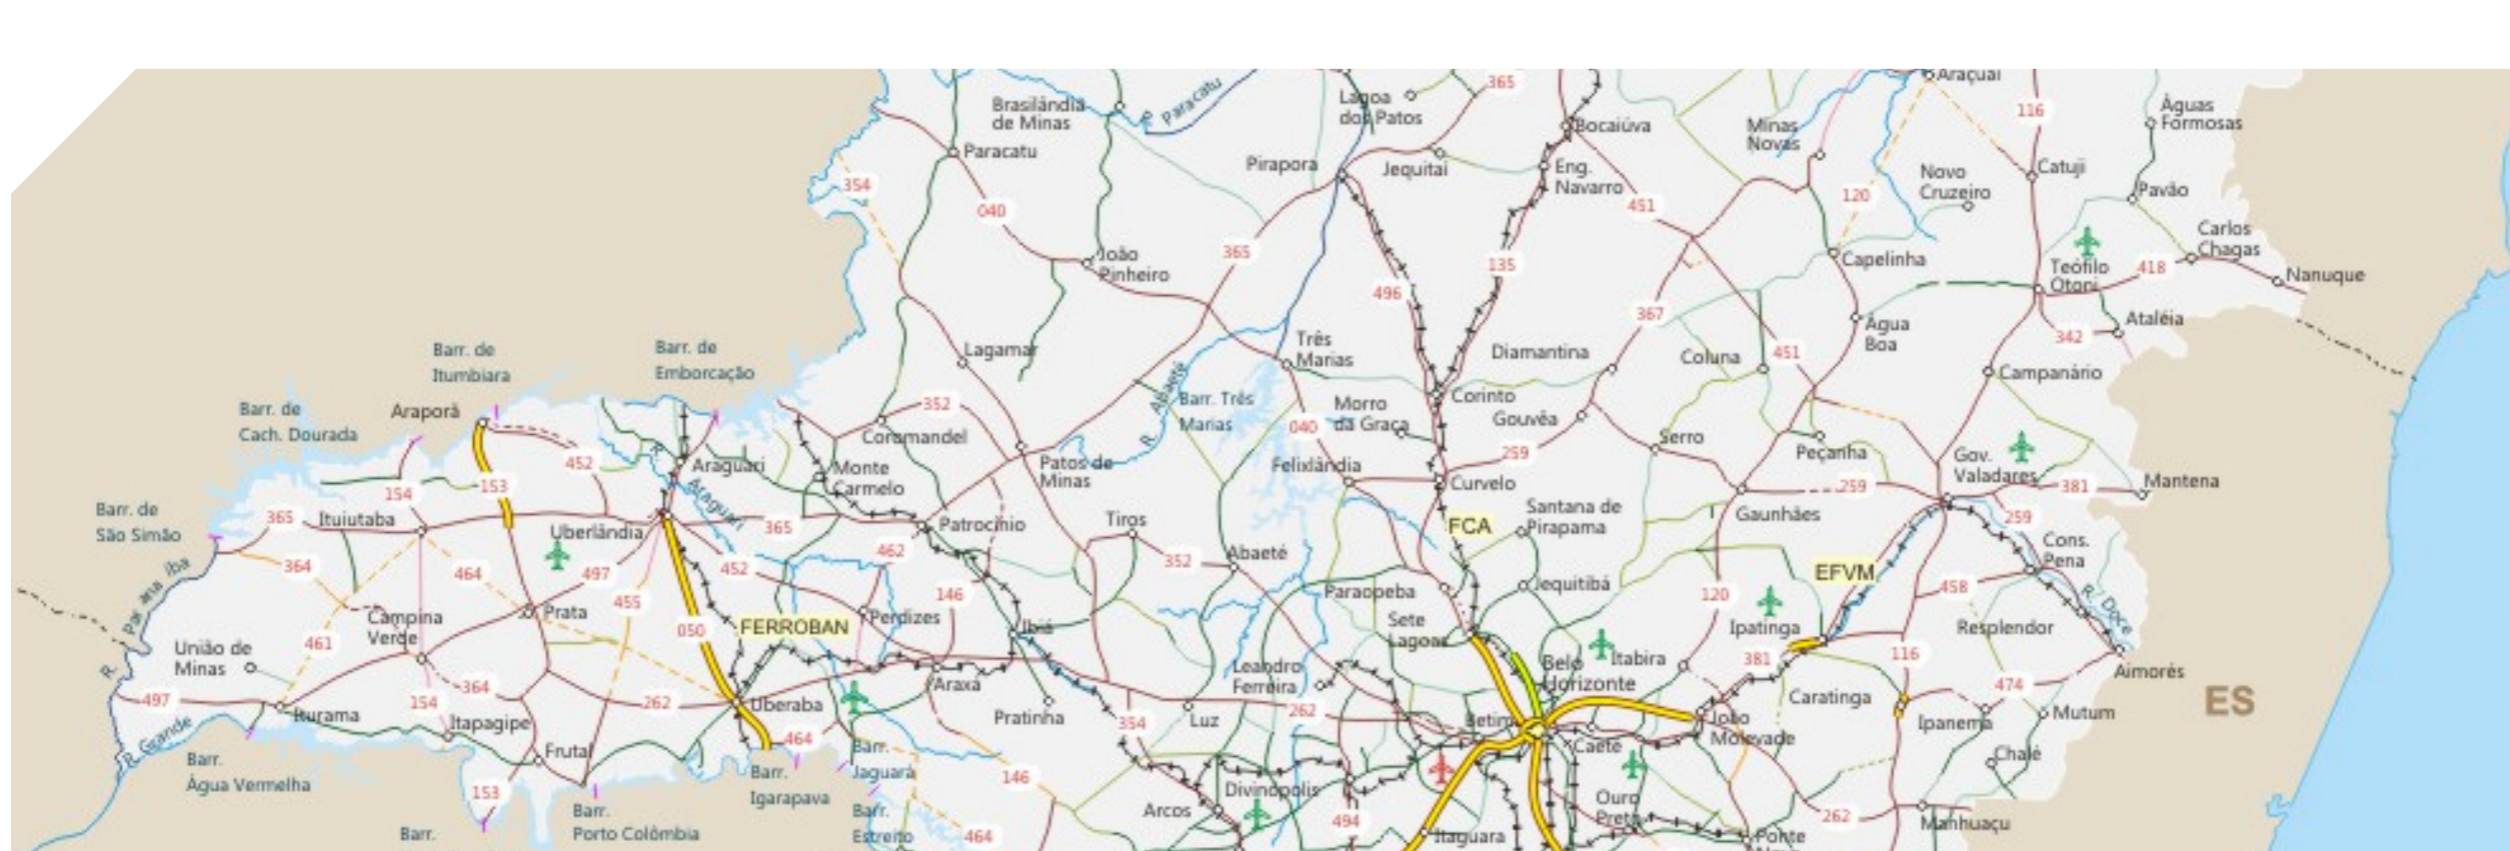 Araçuaí
365
Lagoa
dos Patos
Brasilândia
de Minas
R. Paracatu
116
Águas
Formosas
Bocaiúva
Minas
Novas
Paracatu
Pirapora
Jequitaí
Eng.
Navarro
Novo
Cruzeiro
Catuji
Pavão
354
040
451
120
365
João
Pinheiro
135
Capelinha
Carlos
Chagas
Teófilo
Otoni
418
Nanuque
496
367
Água
Boa
342
Ataléia
Barr. de
Itumbiara
Barr. de
Emborcação
Lagamar
Três
Marias
Diamantina
Coluna
451
Campanário
R. Abaeté
Barr. Três
Marias
Barr. de
Cach. Dourada
Araporã
352
Coromandel
Corinto
Morro
da Graça
Gouvêa
040
Serro
Peçanha
452
R. Araguari
Araguari
Monte
Carmelo
Patos de
Minas
Felixlândia
259
Curvelo
Gov.
Valadares
381
Mantena
154
153
259
Barr. de
São Simão
365
Ituiutaba
Uberlândia
365
Patrocínio
Tiros
FCA
Santana de
Pirapama
Gaunhães
259
Cons.
Pena
364
464
497
452
462
352
Abaeté
Paraopeba
Jequitibá
EFVM
458
R. Doce
Paranaíba
R.
461
Campina
Verde
Prata
455
050
FERROBAN
Perdizes
146
Ibiá
Sete
Lagoas
120
Ipatinga
Resplendor
União de
Minas
Leandro
Ferreira
Belo
Horizonte
Itabira
381
116
Aimorés
497
364
154
262
Araxá
Pratinha
Caratinga
474
ES
Iturama
Itapagipe
Uberaba
354
Luz
262
Betim
João
Molevade
Ipanema
Mutum
R. Grande
Frutal
464
Barr.
Jaguara
Caeté
Chalé
Barr.
Água Vermelha
153
Barr.
Igarapava
146
Arcos
Divinópolis
Ouro
Preto
Barr.
Barr.
Porto Colômbia
Barr.
Estreito
464
494
Itaguara
262
Ponte
Manhuaçu